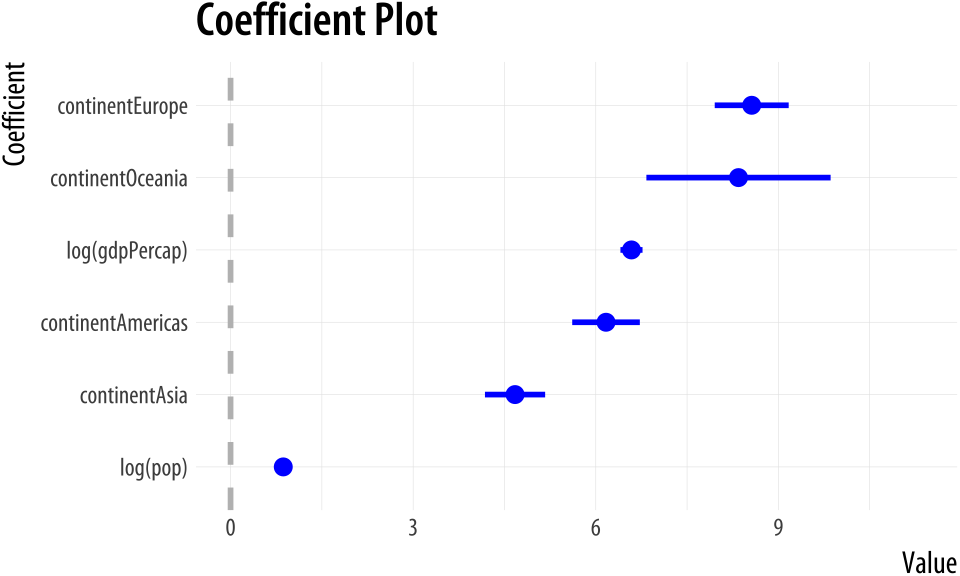 Coefficient Plot
Coefficient
continentEurope
continentOceania
log(gdpPercap)
continentAmericas
continentAsia
log(pop)
0 3 6 9
Value